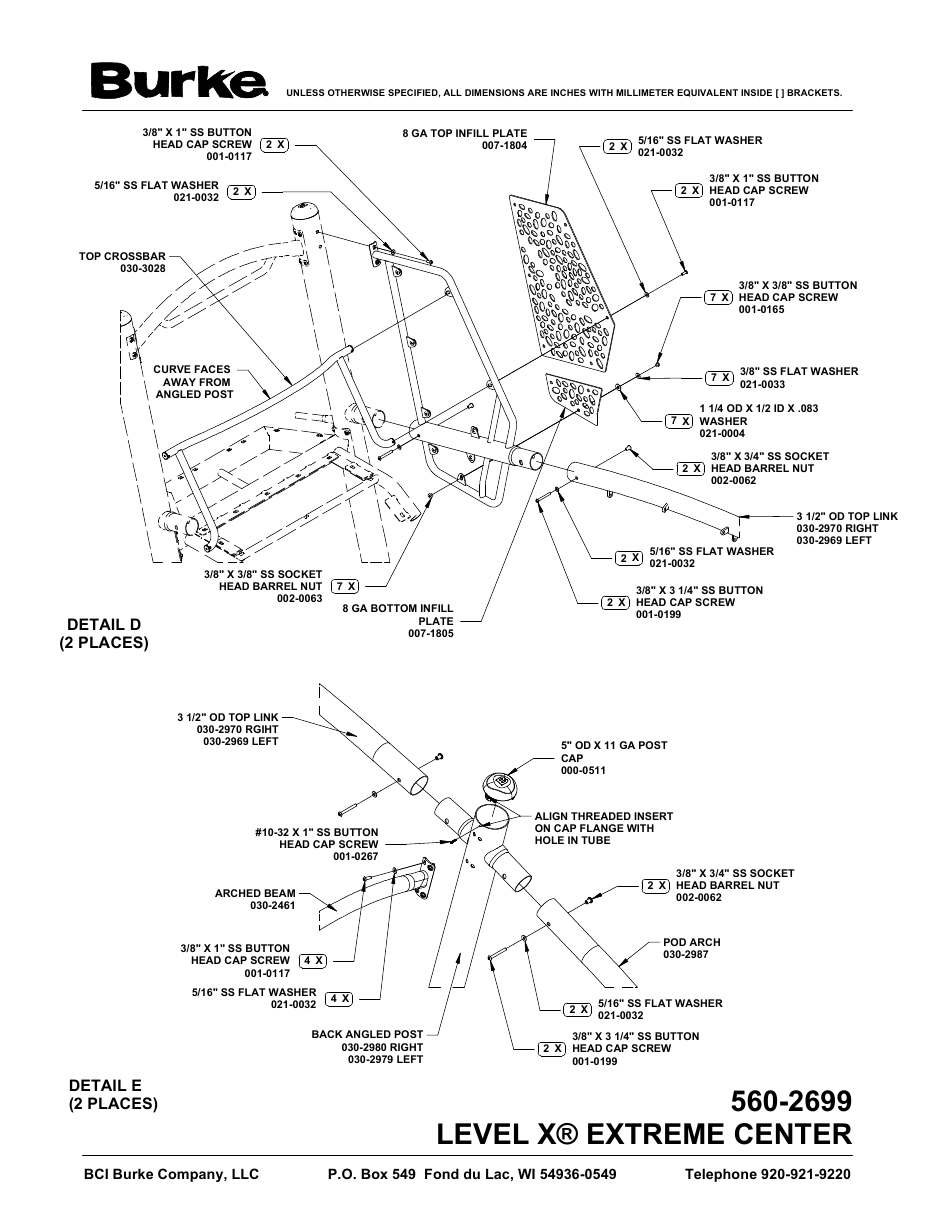 Burke
UNLESS OTHERWISE SPECIFIED, ALL DIMENSIONS ARE INCHES WITH MILLIMETER EQUIVALENT INSIDE [ ] BRACKETS.
3/8" X 1" SS BUTTON
HEAD CAP SCREW
001-0117
2 X
8 GA TOP INFILL PLATE
007-1804
2 X
5/16" SS FLAT WASHER
021-0032
5/16" SS FLAT WASHER
021-0032
2 X
2 X
3/8" X 1" SS BUTTON
HEAD CAP SCREW
001-0117
TOP CROSSBAR
030-3028
7 X
3/8" X 3/8" SS BUTTON
HEAD CAP SCREW
001-0165
CURVE FACES
AWAY FROM
ANGLED POST
7 X
3/8" SS FLAT WASHER
021-0033
7 X
1 1/4 OD X 1/2 ID X .083
WASHER
021-0004
2 X
3/8" X 3/4" SS SOCKET
HEAD BARREL NUT
002-0062
3 1/2" OD TOP LINK
030-2970 RIGHT
030-2969 LEFT
2 X
5/16" SS FLAT WASHER
021-0032
3/8" X 3/8" SS SOCKET
HEAD BARREL NUT
002-0063
7 X
2 X
3/8" X 3 1/4" SS BUTTON
HEAD CAP SCREW
001-0199
8 GA BOTTOM INFILL
PLATE
007-1805
DETAIL D
(2 PLACES)
3 1/2" OD TOP LINK
030-2970 RGIHT
030-2969 LEFT
5" OD X 11 GA POST
CAP
000-0511
#10-32 X 1" SS BUTTON
HEAD CAP SCREW
001-0267
ALIGN THREADED INSERT
ON CAP FLANGE WITH
HOLE IN TUBE
ARCHED BEAM
030-2461
2 X
3/8" X 3/4" SS SOCKET
HEAD BARREL NUT
002-0062
3/8" X 1" SS BUTTON
HEAD CAP SCREW
001-0117
4 X
POD ARCH
030-2987
5/16" SS FLAT WASHER
021-0032
4 X
2 X
5/16" SS FLAT WASHER
021-0032
BACK ANGLED POST
030-2980 RIGHT
030-2979 LEFT
2 X
3/8" X 3 1/4" SS BUTTON
HEAD CAP SCREW
001-0199
DETAIL E
(2 PLACES)
560-2699
LEVEL X® EXTREME CENTER
BCI Burke Company, LLC P.O. Box 549 Fond du Lac, WI 54936-0549 Telephone 920-921-9220